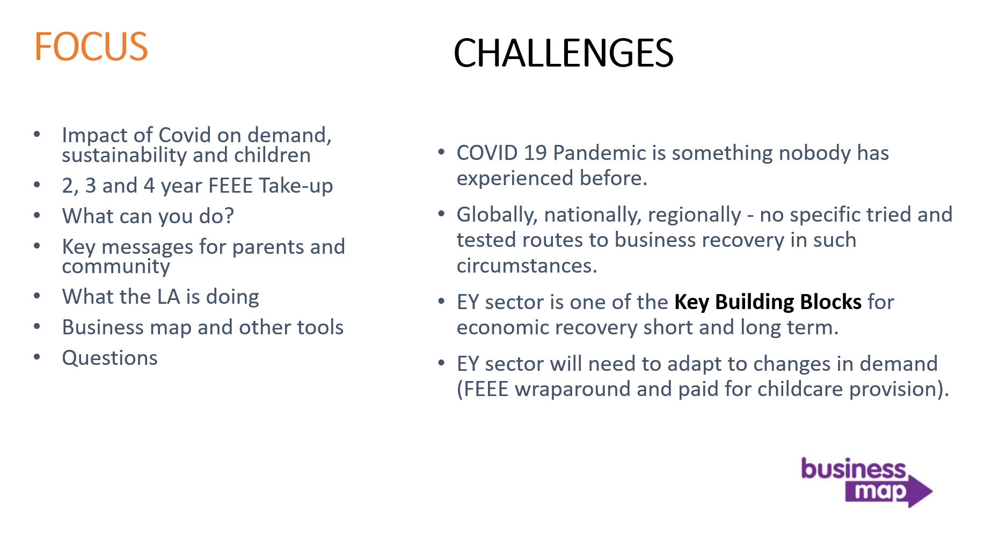 FOCUS
• Impact of Covid on demand,
sustainability and children
• 2, 3 and 4 year FEEE Take-up
• What can you do?
• Key messages for parents and
community
• What the LA is doing
• Business map and other tools
• Questions
CHALLENGES
• COVID 19 Pandemic is something nobody has
experienced before.
• Globally, nationally, regionally - no specific tried and
tested routes to business recovery in such
circumstances.
• EY sector is one of the Key Building Blocks for
economic recovery short and long term.
• EY sector will need to adapt to changes in demand
(FEEE wraparound and paid for childcare provision).
business
map